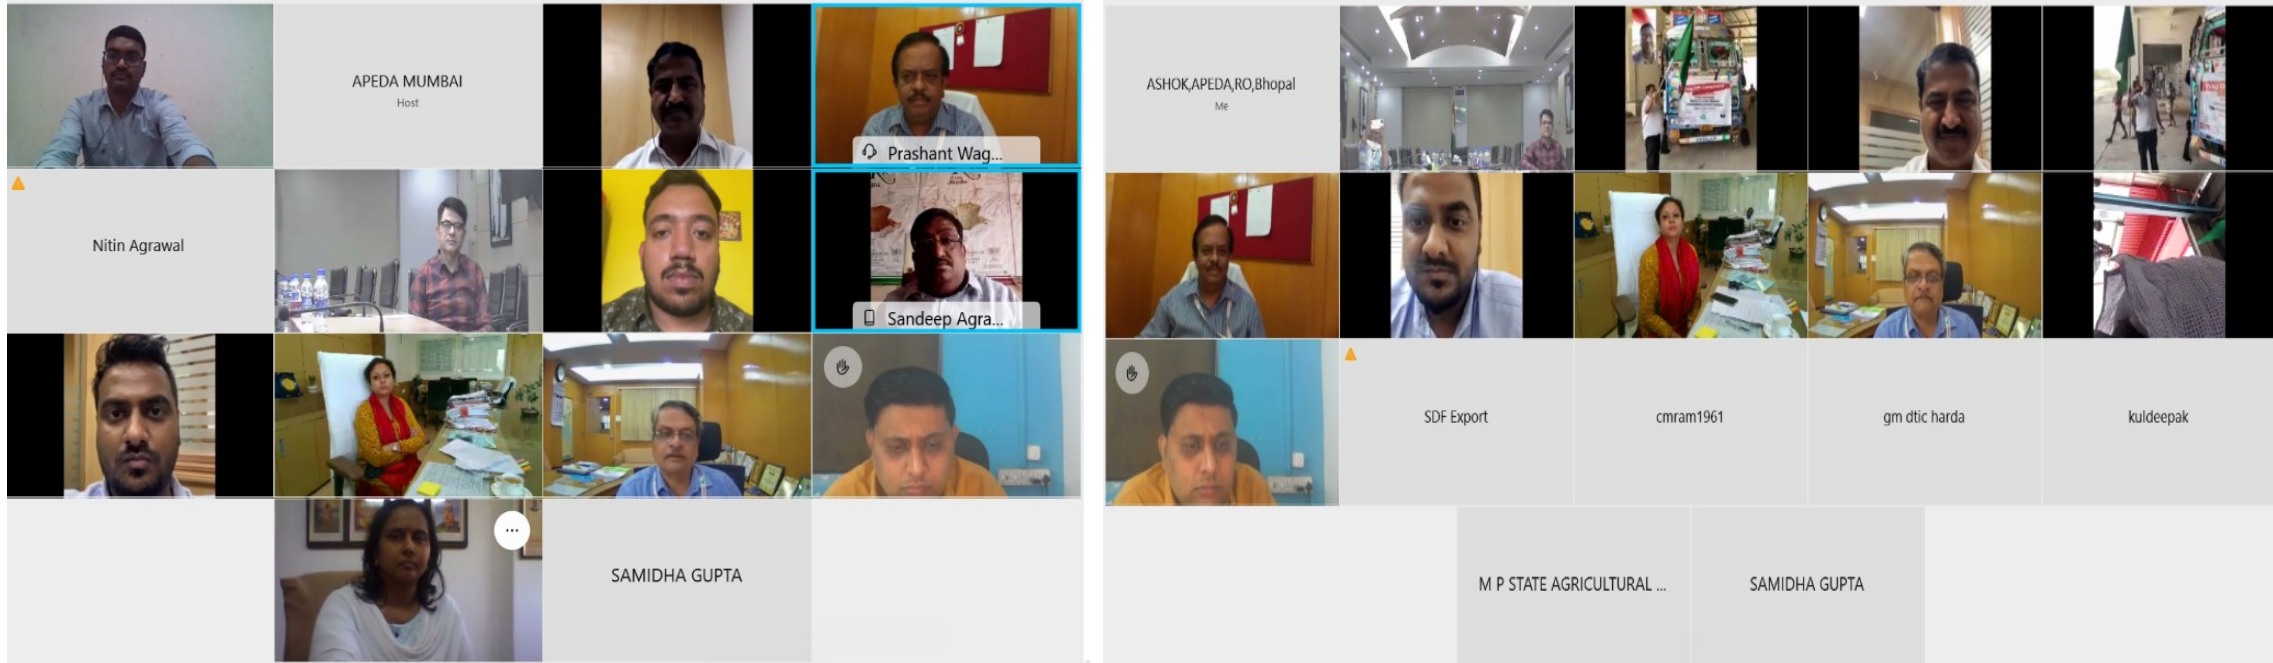 APEDA MUMBAI
Host
Prashant Wag...
Nitin Agrawal
Sandeep Agra...
SAMIDHA GUPTA
ASHOK,APEDA,RO,Bhopal
Me
SDF Export
cmram1961
gm dtic harda
kuldeepak
M P STATE AGRICULTURAL ...
SAMIDHA GUPTA